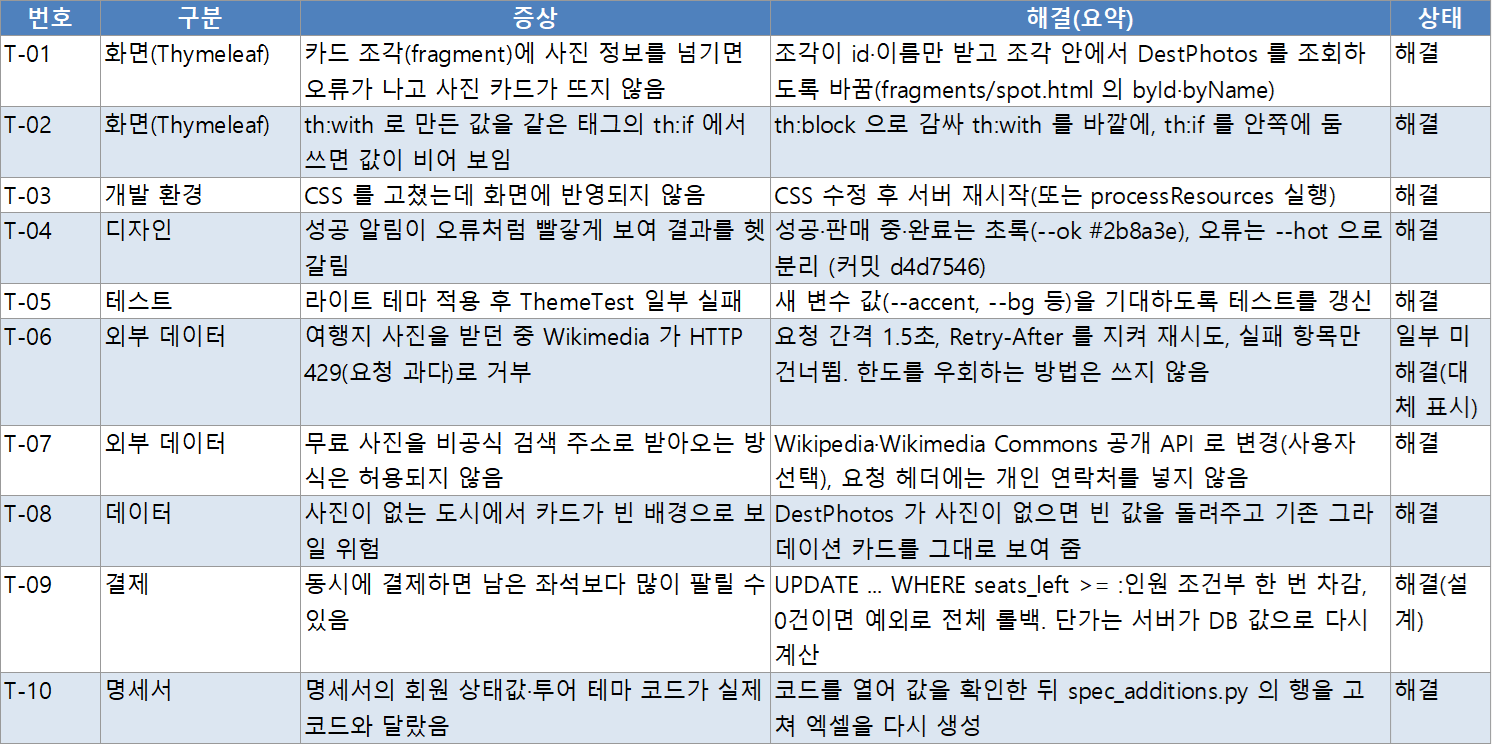 번호 구분 증상 해결(요약) 상태
T-01 화면(Thymeleaf) 카드 조각(fragment)에 사진 정보를 넘기면 조각이 id·이름만 받고 조각 안에서 DestPhotos 를 조회하 해결
오류가 나고 사진 카드가 뜨지 않음 도록 바꿈(fragments/spot.html 의 byId·byName)
T-02 화면(Thymeleaf) th:with 로 만든 값을 같은 태그의 th:if 에서 th:block 으로 감싸 th:with 를 바깥에, th:if 를 안쪽에 둠 해결
쓰면 값이 비어 보임
T-03 개발 환경 CSS 를 고쳤는데 화면에 반영되지 않음 CSS 수정 후 서버 재시작(또는 processResources 실행) 해결
T-04 디자인 성공 알림이 오류처럼 빨갛게 보여 결과를 헷 성공·판매 중·완료는 초록(--ok #2b8a3e), 오류는 --hot 으로 해결
갈림 분리 (커밋 d4d7546)
T-05 테스트 라이트 테마 적용 후 ThemeTest 일부 실패 새 변수 값(--accent, --bg 등)을 기대하도록 테스트를 갱신 해결
T-06 외부 데이터 여행지 사진을 받던 중 Wikimedia 가 HTTP 요청 간격 1.5초, Retry-After 를 지켜 재시도, 실패 항목만 일부 미
429(요청 과다)로 거부 건너뜀. 한도를 우회하는 방법은 쓰지 않음 해결(대
체 표시)
T-07 외부 데이터 무료 사진을 비공식 검색 주소로 받아오는 방 Wikipedia·Wikimedia Commons 공개 API 로 변경(사용자 해결
식은 허용되지 않음 선택), 요청 헤더에는 개인 연락처를 넣지 않음
T-08 데이터 사진이 없는 도시에서 카드가 빈 배경으로 보 DestPhotos 가 사진이 없으면 빈 값을 돌려주고 기존 그라 해결
일 위험 데이션 카드를 그대로 보여 줌
T-09 결제 동시에 결제하면 남은 좌석보다 많이 팔릴 수 UPDATE ... WHERE seats_left >= :인원 조건부 한 번 차감, 해결(설
있음 0건이면 예외로 전체 롤백. 단가는 서버가 DB 값으로 다시 계)
계산
T-10 명세서 명세서의 회원 상태값·투어 테마 코드가 실제 코드를 열어 값을 확인한 뒤 spec_additions.py 의 행을 고 해결
코드와 달랐음 쳐 엑셀을 다시 생성